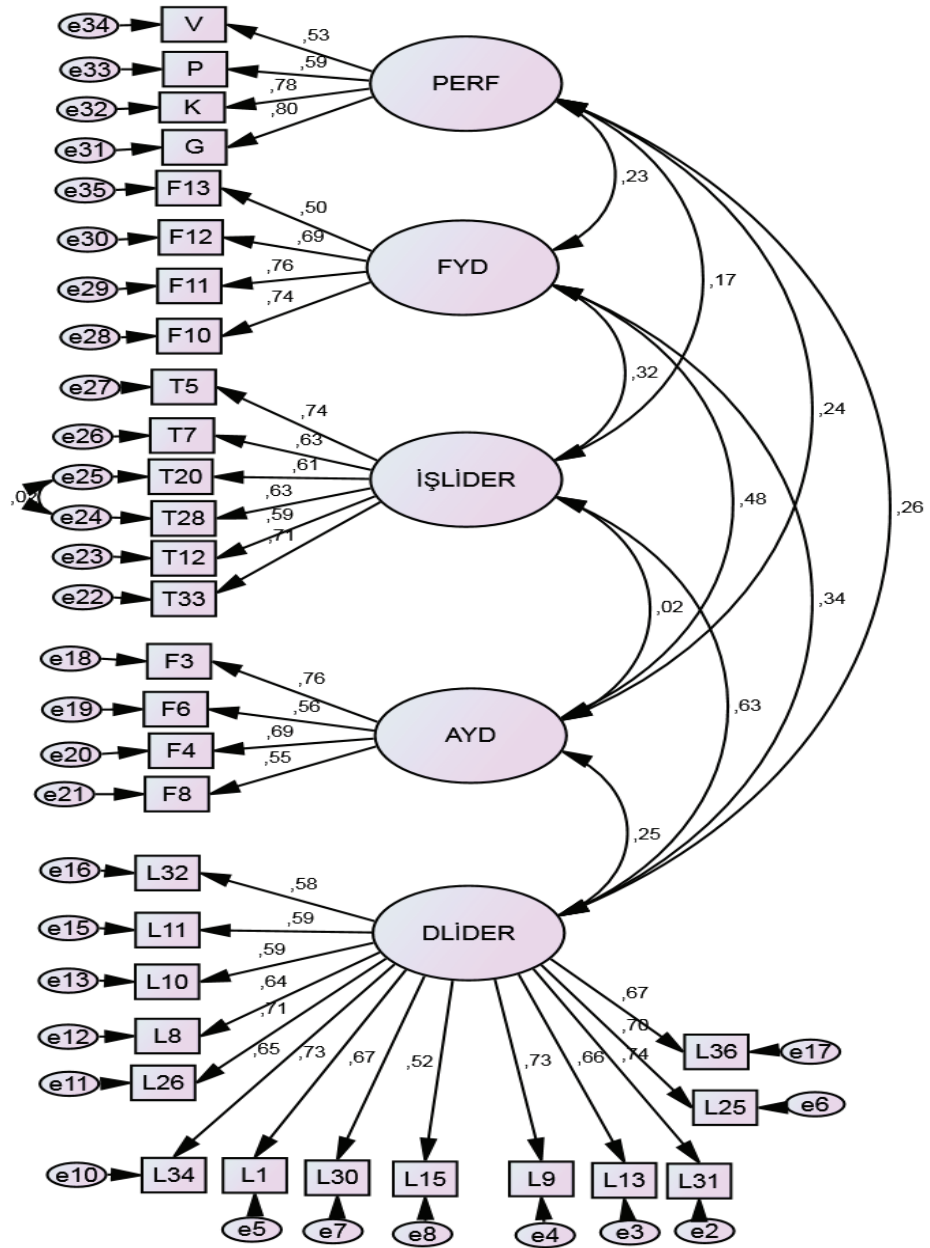 e34 V ,53
e33 P ,59 PERF
e32 K ,78
e31 G ,80
e35 F13 ,50 ,23
e30 F12 ,69
e29 F11 ,76 FYD ,17
e28 F10 ,74
e27 T5 ,74 ,32 ,24
e26 T7 ,63
e25 T20 ,61 İŞLİDER ,48 ,26
e24 T28 ,63
e23 T12 ,59
e22 T33 ,71
,02 ,34
e18 F3 ,76
e19 F6 ,56 ,63
e20 F4 ,69 AYD
e21 F8 ,55
,25
e16 L32 ,58
e15 L11 ,59 DLİDER
e13 L10 ,59
e12 L8 ,64 ,67
e11 L26 ,71 ,70 L36 e17
,65 ,73 ,67 ,52 ,73 ,66 ,74
L25 e6
e10 L34 L1 L30 L15 L9 L13 L31
e5 e7 e8 e4 e3 e2